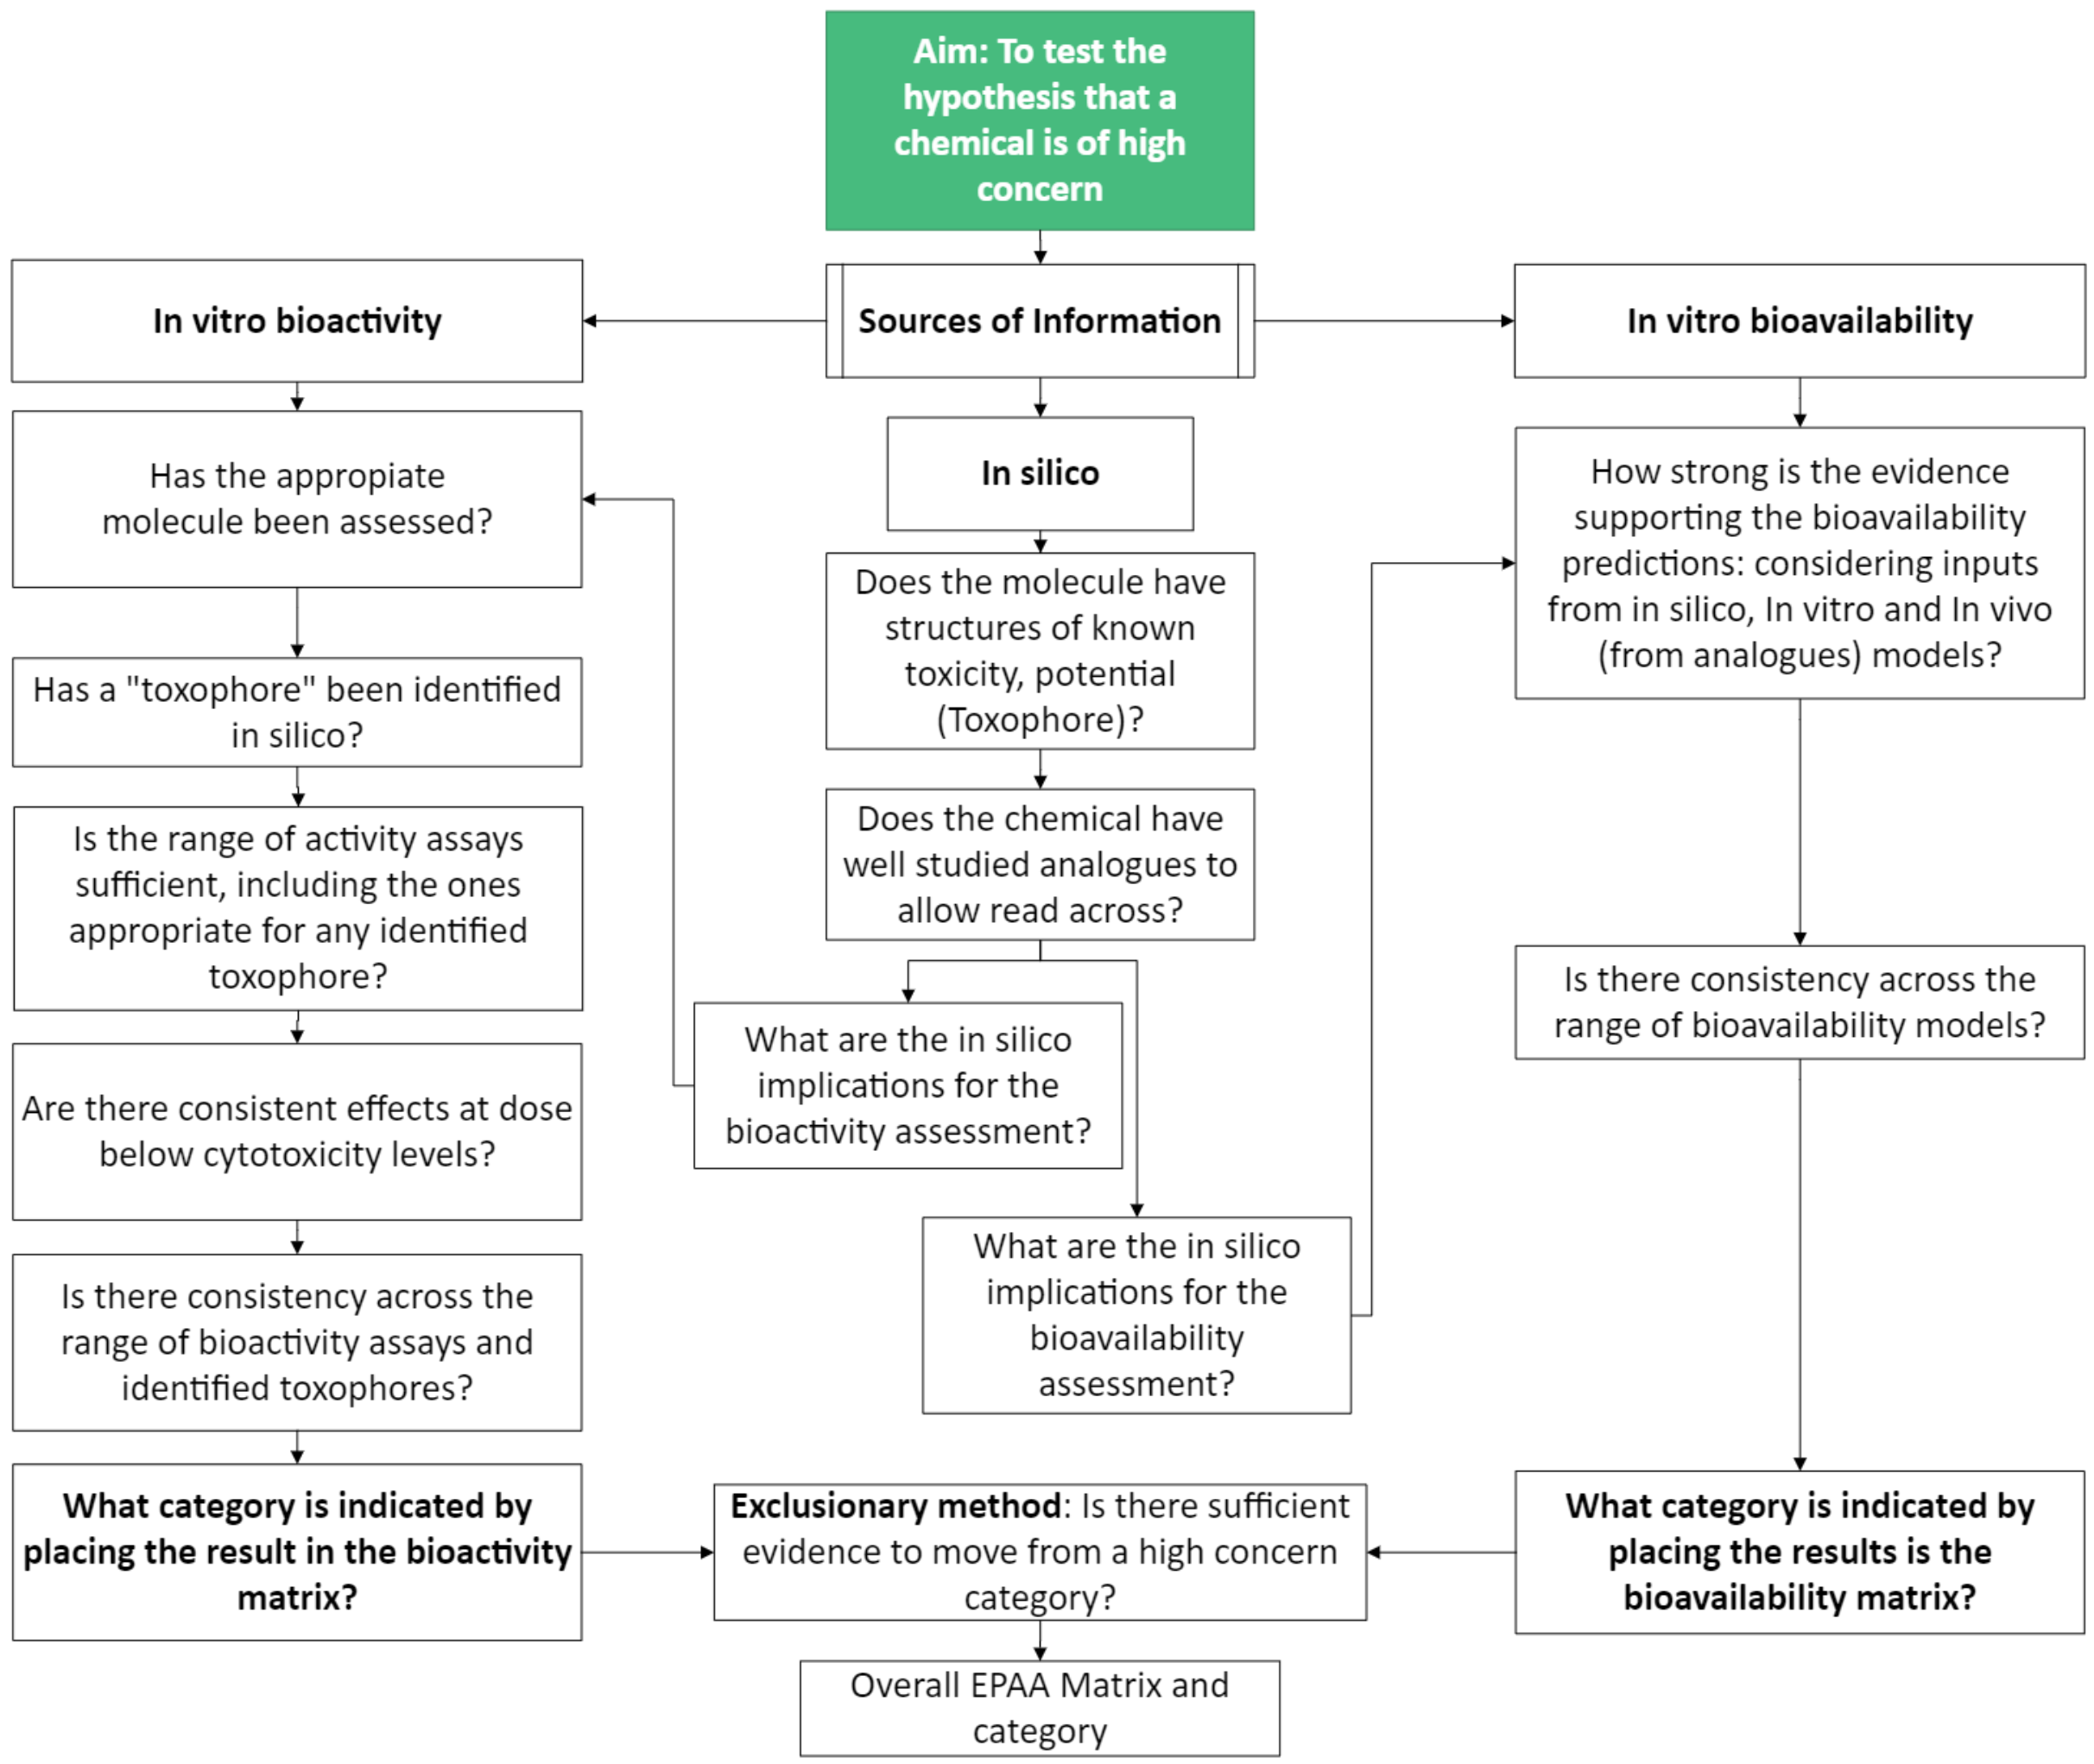 Aim: To test the
hypothesis that a
chemical is of high
concern
In vitro bioactivity
Sources of Information
In vitro bioavailability
Has the appropiate
molecule been assessed?
Has a "toxophore" been identified
in silico?
Is the range of activity assays
sufficient, including the ones
appropriate for any identified
toxophore?
Are there consistent effects at dose
below cytotoxicity levels?
Is there consistency across the
range of bioactivity assays and
identified toxophores?
What category is indicated by
placing the result in the bioactivity
matrix?
In silico
Does the molecule have
structures of known
toxicity, potential
(Toxophore)?
Does the chemical have
well studied analogues to
allow read across?
What are the in silico
implications for the
bioactivity assessment?
What are the in silico
implications for the
bioavailability
assessment?
How strong is the evidence
supporting the bioavailability
predictions: considering inputs
from in silico, In vitro and In vivo
(from analogues) models?
Is there consistency across the
range of bioavailability models?
What category is indicated by
placing the results is the
bioavailability matrix?
Exclusionary method: Is there sufficient
evidence to move from a high concern
category?
Overall EPAA Matrix and
category